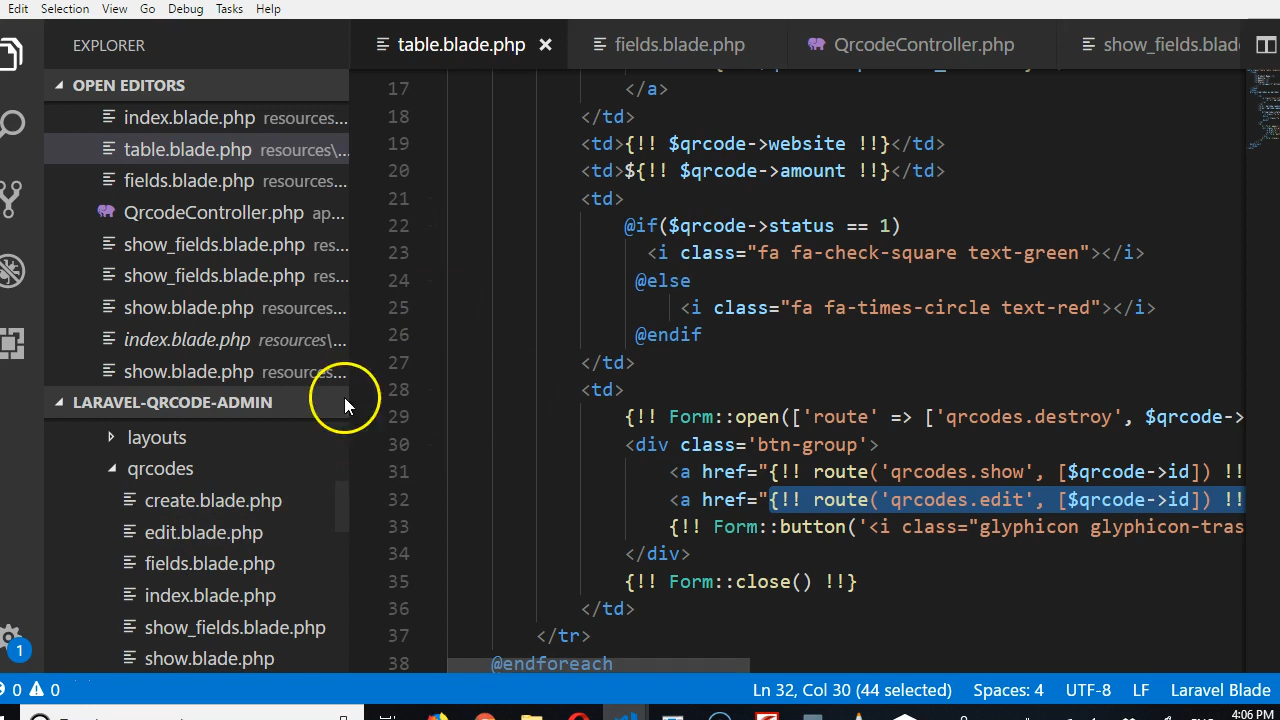 Edit Selection View Go Debug Tasks Help
EXPLORER
table.blade.php fields.blade.php QrcodeController.php show_fields.blad
OPEN EDITORS
index.blade.php resources...
table.blade.php resources\...
fields.blade.php resources...
QrcodeController.php ap...
show_fields.blade.php res...
show_fields.blade.php res...
show.blade.php resources...
index.blade.php resources\...
show.blade.php resources...
LARAVEL-QRCODE-ADMIN
layouts
qrcodes
create.blade.php
edit.blade.php
fields.blade.php
index.blade.php
show_fields.blade.php
show.blade.php
17 </a>
18 </td>
19 <td>{!! $qrcode->website !!}</td>
20 <td>${!! $qrcode->amount !!}</td>
21 <td>
22 @if($qrcode->status == 1)
23 <i class="fa fa-check-square text-green"></i>
24 @else
25 <i class="fa fa-times-circle text-red"></i>
26 @endif
27 </td>
28 <td>
29 {!! Form::open(['route' => ['qrcodes.destroy', $qrcode->
30 <div class='btn-group'>
31 <a href="{!! route('qrcodes.show', [$qrcode->id]) !!
32 <a href="{!! route('qrcodes.edit', [$qrcode->id]) !!
33 {!! Form::button('<i class="glyphicon glyphicon-tras
34 </div>
35 {!! Form::close() !!}
36 </td>
37 </tr>
38 @endforeach
1
0 0 Ln 32, Col 30 (44 selected) Spaces: 4 UTF-8 LF Laravel Blade
4:06 PM